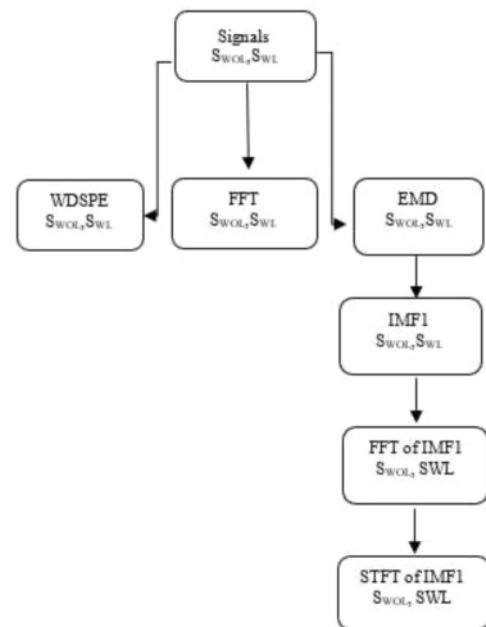 Signals
SWOL, SWL
WDSPE
SWOL, SWL
FFT
SWOL, SWL
EMD
SWOL, SWL
IMF1
SWOL, SWL
FFT of IMF1
SWOL, SWL
STFT of IMF1
SWOL, SWL